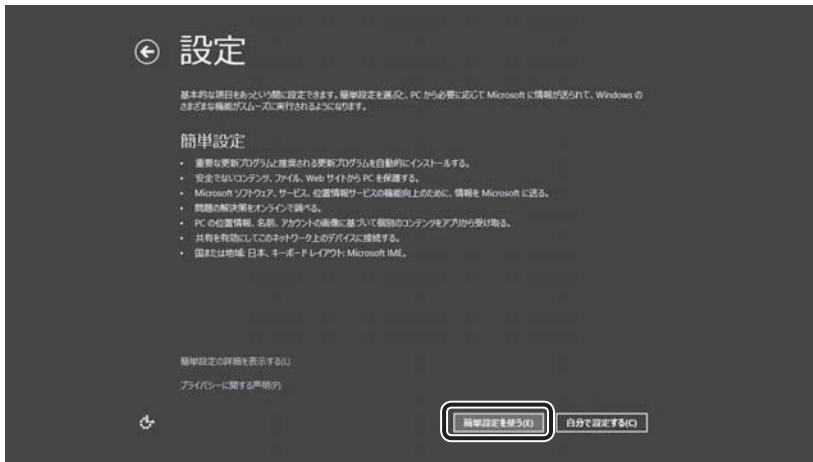 設定
基本的な項目をあっという間に設定できます。簡単設定を選ぶと、PC から必要に応じて Microsoft に情報が送られて、Windows の
さまざまな機能がスムーズに実行されるようになります。
簡単設定
• 重要な更新プログラムと推奨される更新プログラムを自動的にインストールする。
• 安全でないコンテンツ、ファイル、Web サイトから PC を保護する。
• Microsoft ソフトウェア、サービス、位置情報サービスの機能向上のために、情報を Microsoft に送る。
• 問題の解決策をオンラインで調べる。
• PC の位置情報、名前、アカウントの画像に基づいて個別のコンテンツをアプリから受け取る。
• 共有を有効にしてこのネットワーク上のデバイスに接続する。
• 国または地域: 日本、キーボード レイアウト: Microsoft IME。
簡単設定の詳細を表示する(L)
プライバシーに関する声明(P)
簡単設定を使う(E) 自分で設定する(C)